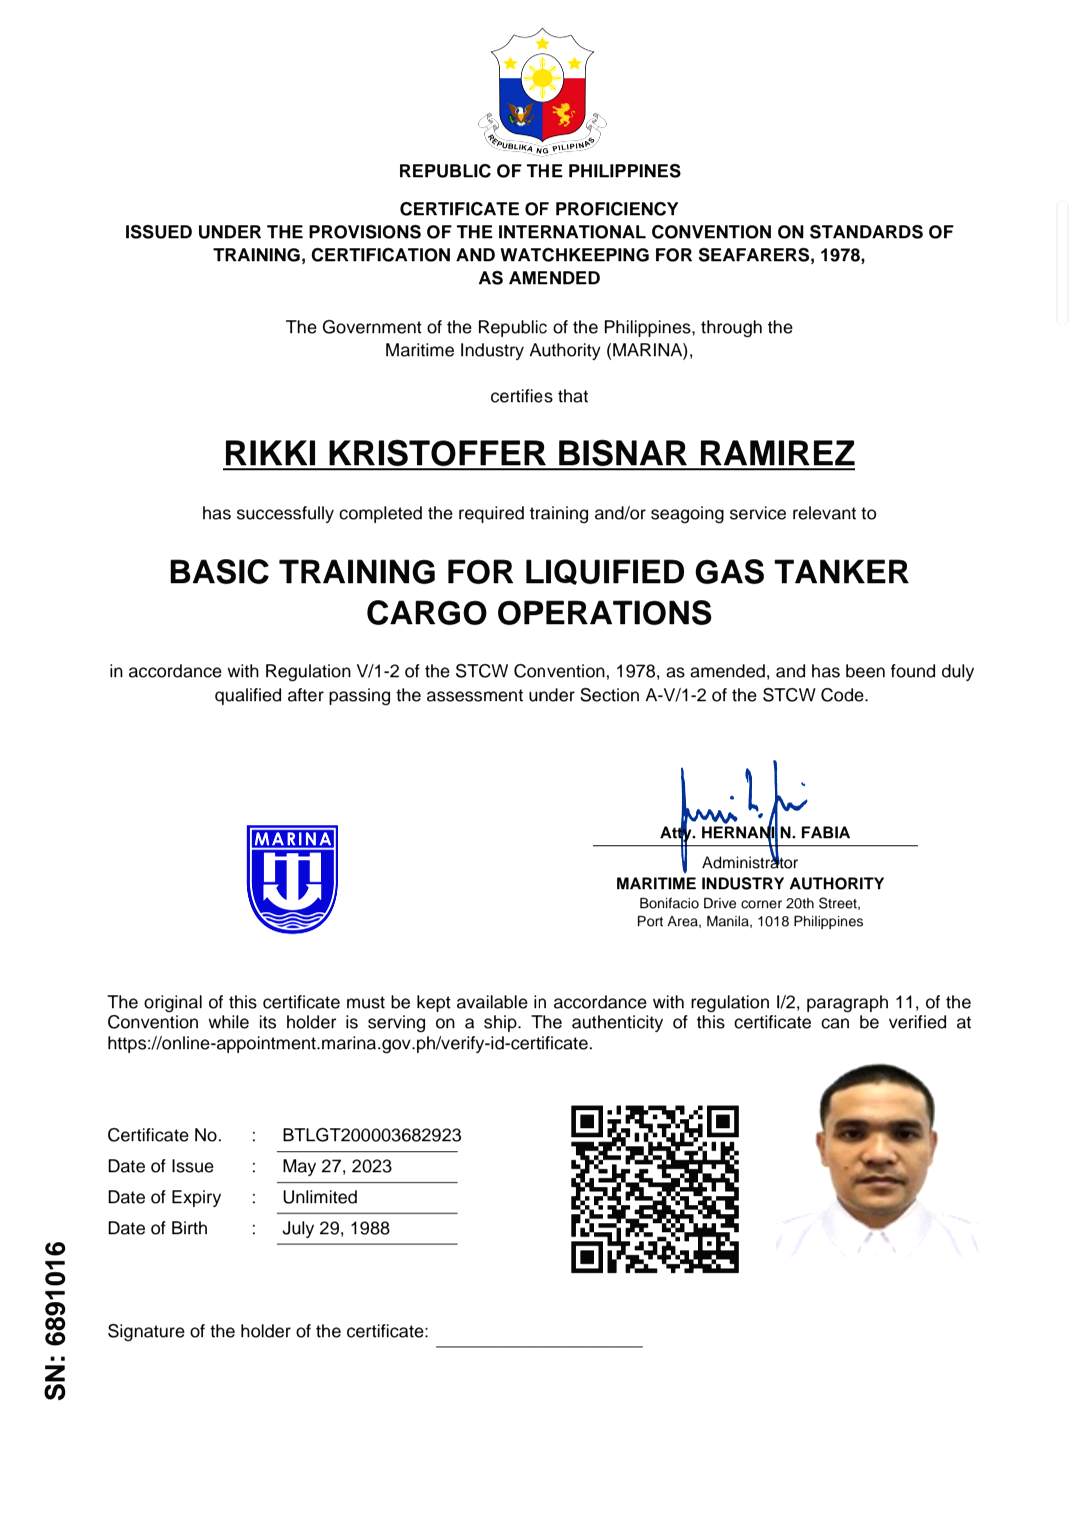 REPUBLIKA NG PILIPINAS
REPUBLIC OF THE PHILIPPINES
CERTIFICATE OF PROFICIENCY
ISSUED UNDER THE PROVISIONS OF THE INTERNATIONAL CONVENTION ON STANDARDS OF
TRAINING, CERTIFICATION AND WATCHKEEPING FOR SEAFARERS, 1978,
AS AMENDED
The Government of the Republic of the Philippines, through the
Maritime Industry Authority (MARINA),
certifies that
RIKKI KRISTOFFER BISNAR RAMIREZ
has successfully completed the required training and/or seagoing service relevant to
BASIC TRAINING FOR LIQUIFIED GAS TANKER
CARGO OPERATIONS
in accordance with Regulation V/1-2 of the STCW Convention, 1978, as amended, and has been found duly
qualified after passing the assessment under Section A-V/1-2 of the STCW Code.
MARINA
Atty. HERNANI N. FABIA
Administrator
MARITIME INDUSTRY AUTHORITY
Bonifacio Drive corner 20th Street,
Port Area, Manila, 1018 Philippines
The original of this certificate must be kept available in accordance with regulation I/2, paragraph 11, of the
Convention while its holder is serving on a ship. The authenticity of this certificate can be verified at
https://online-appointment.marina.gov.ph/verify-id-certificate.
Certificate No. : BTLGT200003682923
Date of Issue : May 27, 2023
Date of Expiry : Unlimited
Date of Birth : July 29, 1988
Signature of the holder of the certificate:
SN: 6891016